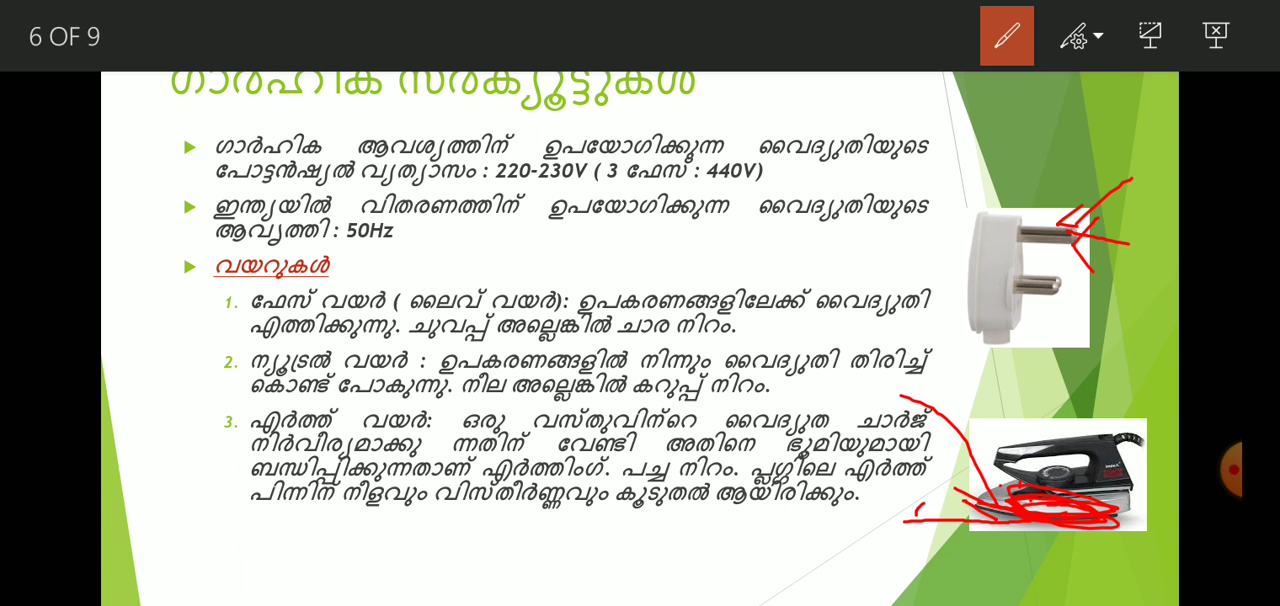 6 OF 9
ഗാർഹിക സർക്യൂട്ടുകൾ
ഗാർഹിക ആവശ്യത്തിന് ഉപയോഗിക്കുന്ന വൈദ്യുതിയുടെ
പോട്ടൻഷ്യൽ വ്യത്യാസം : 220-230V ( 3 ഫേസ് : 440V)
ഇന്ത്യയിൽ വിതരണത്തിന് ഉപയോഗിക്കുന്ന വൈദ്യുതിയുടെ
ആവൃത്തി : 50Hz
വയറുകൾ
1. ഫേസ് വയർ ( ലൈവ് വയർ): ഉപകരണങ്ങളിലേക്ക് വൈദ്യുതി
എത്തിക്കുന്നു. ചുവപ്പ് അല്ലെങ്കിൽ ചാര നിറം.
2. ന്യൂട്രൽ വയർ : ഉപകരണങ്ങളിൽ നിന്നും വൈദ്യുതി തിരിച്ച്
കൊണ്ട് പോകുന്നു. നീല അല്ലെങ്കിൽ കറുപ്പ് നിറം.
3. എർത്ത് വയർ: ഒരു വസ്തുവിന്റെ വൈദ്യുത ചാർജ്
നിർവീര്യമാക്കു ന്നതിന് വേണ്ടി അതിനെ ഭൂമിയുമായി
ബന്ധിപ്പിക്കുന്നതാണ് എർത്തിംഗ്. പച്ച നിറം. പ്ലഗ്ഗിലെ എർത്ത്
പിന്നിന് നീളവും വിസ്തീർണ്ണവും കൂടുതൽ ആയിരിക്കും.